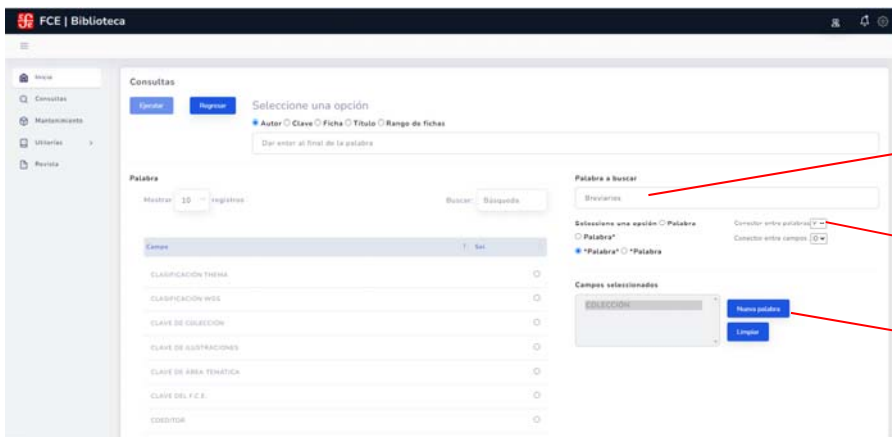 FCE | Biblioteca
Inicio
Consultas
Mantenimiento
Utilerías
Revista
Consultas
Ejecutar
Regresar
Seleccione una opción
Autor Clave Ficha Título Rango de fichas
Dar enter al final de la palabra
Palabra
Mostrar 10 registros
Buscar: Búsqueda
Campo
Sel
CLASIFICACIÓN THEMA
CLASIFICACIÓN WGS
CLAVE DE COLECCIÓN
CLAVE DE ILUSTRACIONES
CLAVE DE ÁREA TEMÁTICA
CLAVE DEL F.C.E.
COEDITOR
Palabra a buscar
Breviarios
Seleccione una opción Palabra
Palabra*
*Palabra* *Palabra
Conector entre palabras Y
Conector entre campos O
Campos seleccionados
COLECCIÓN
Nueva palabra
Limpiar